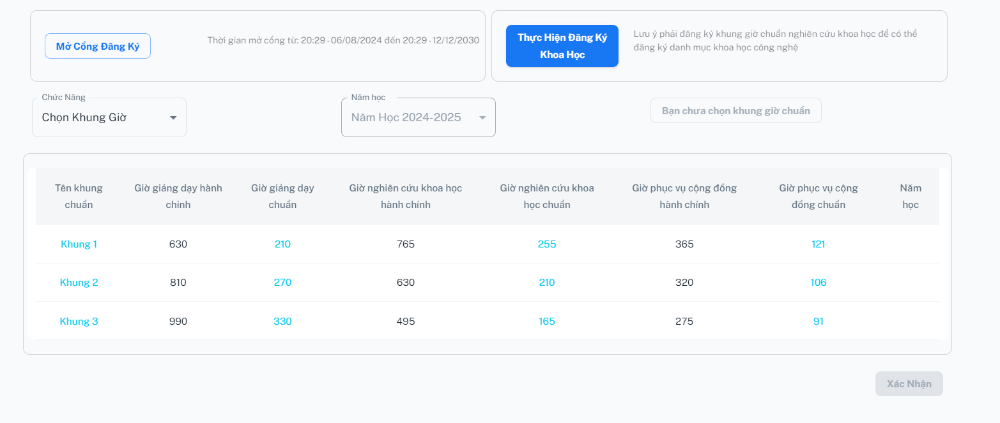 Mở Cổng Đăng Ký
Thời gian mở cổng từ: 20:29 - 06/08/2024 đến 20:29 - 12/12/2030
Thực Hiện Đăng Ký
Khoa Học
Lưu ý phải đăng ký khung giờ chuẩn nghiên cứu khoa học để có thể
đăng ký danh mục khoa học công nghệ
Chức Năng
Chọn Khung Giờ
Năm học
Năm Học 2024-2025
Bạn chưa chọn khung giờ chuẩn
Tên khung chuẩn Giờ giảng dạy hành chinh Giờ giảng dạy chuẩn Giờ nghiên cứu khoa học hành chính Giờ nghiên cứu khoa học chuẩn Giờ phục vụ cộng đồng hành chính Giờ phục vụ cộng đồng chuẩn Năm học
Khung 1 630 210 765 255 365 121
Khung 2 810 270 630 210 320 106
Khung 3 990 330 495 165 275 91
Xác Nhận